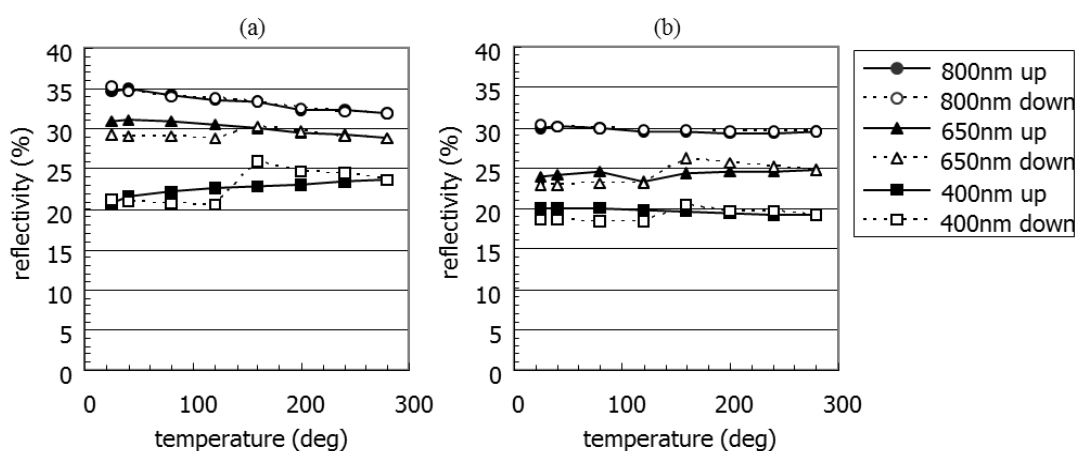 (a)
40
35
30
25
20
15
10
5
0
reflectivity (%)
0 100 200 300
temperature (deg)
(b)
40
35
30
25
20
15
10
5
0
reflectivity (%)
0 100 200 300
temperature (deg)
800nm up
800nm down
650nm up
650nm down
400nm up
400nm down